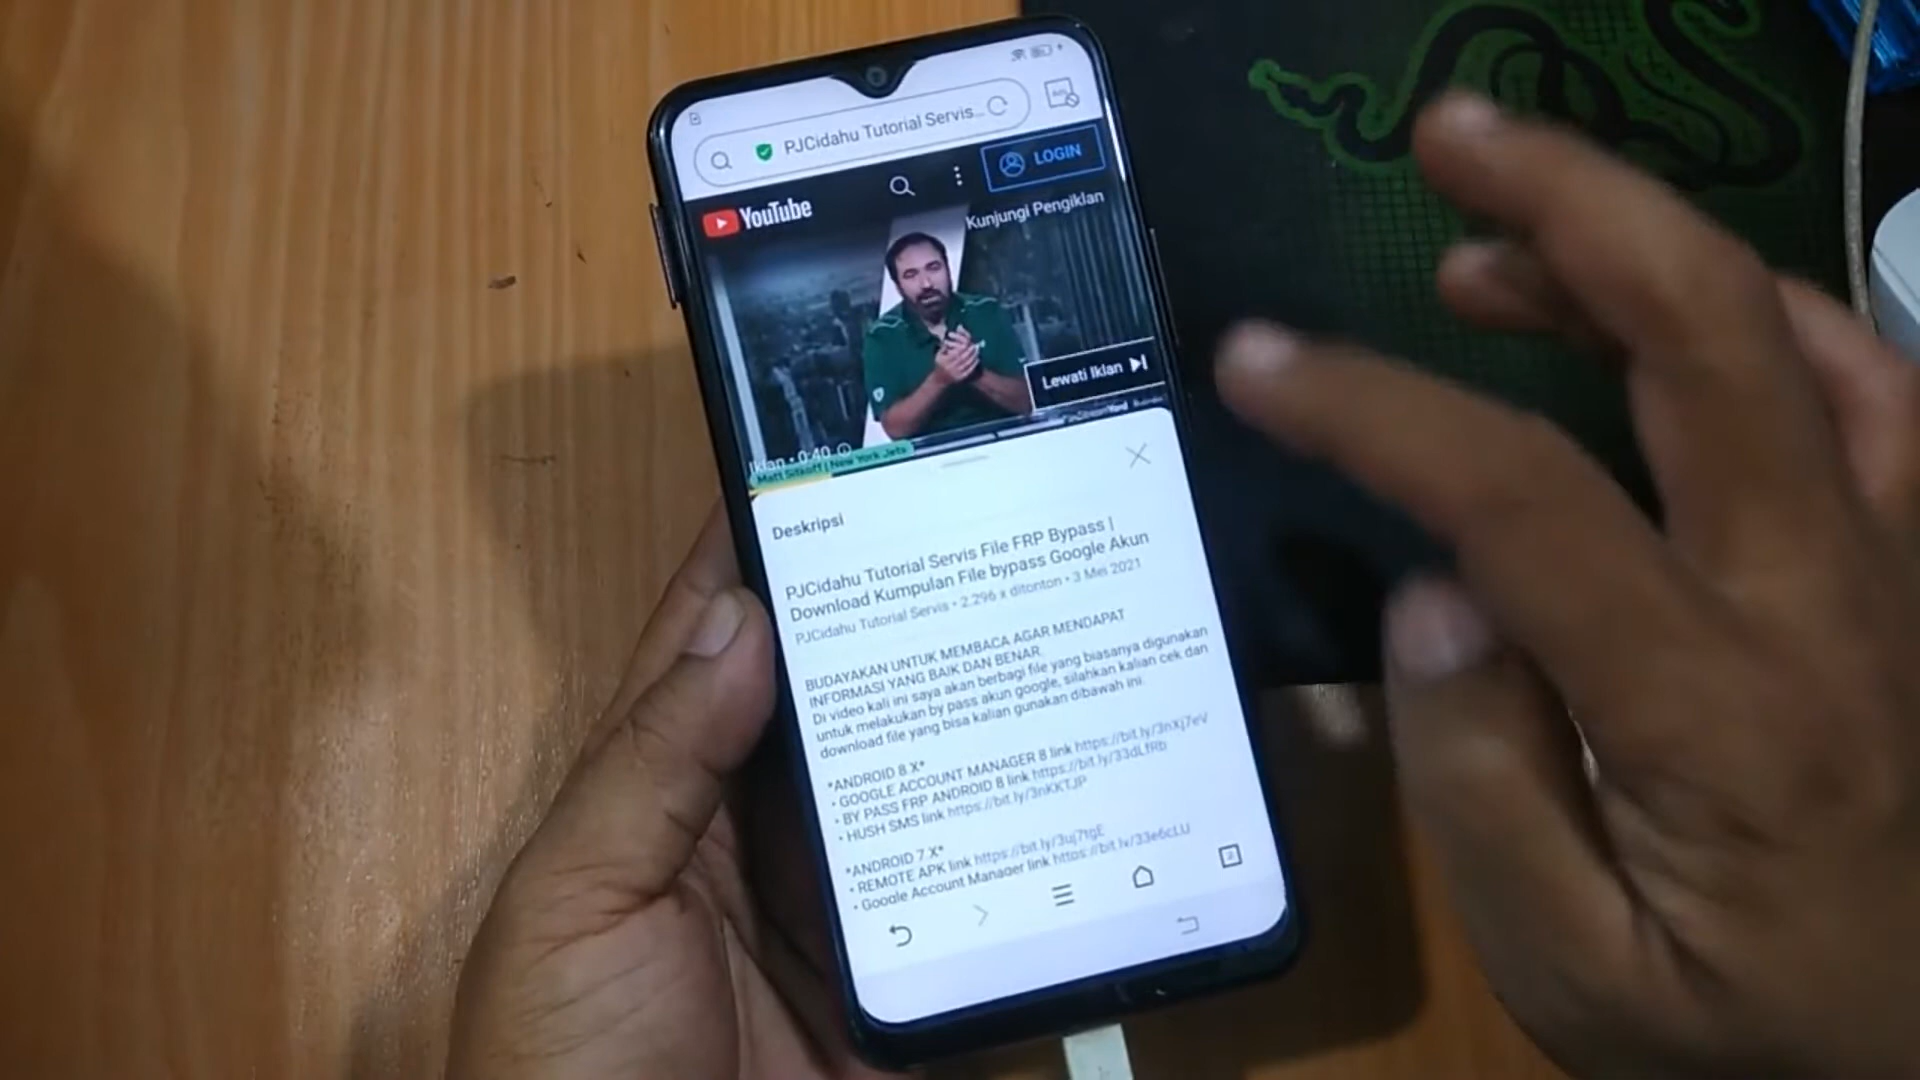 PJCidahu Tutorial Servis...
YouTube
LOGIN
Kunjungi Pengiklan
Lewati Iklan
Iklan • 0:40
Matt Sitkoff | New York Jets
Deskripsi
PJCidahu Tutorial Servis File FRP Bypass |
Download Kumpulan File bypass Google Akun
PJCidahu Tutorial Servis • 2.296 x ditonton • 3 Mei 2021
BUDAYAKAN UNTUK MEMBACA AGAR MENDAPAT
INFORMASI YANG BAIK DAN BENAR.
Di video kali ini saya akan berbagi file yang biasanya digunakan
untuk melakukan by pass akun google, silahkan kalian cek dan
download file yang bisa kalian gunakan dibawah ini.
*ANDROID 8.X*
• GOOGLE ACCOUNT MANAGER 8 link https://bit.ly/3nXj7eV
• BY PASS FRP ANDROID 8 link https://bit.ly/33dLfRb
• HUSH SMS link https://bit.ly/3nKKTJP
*ANDROID 7.X*
• REMOTE APK link https://bit.ly/3uj7tgE
• Google Account Manager link https://bit.ly/33e6cLU
2